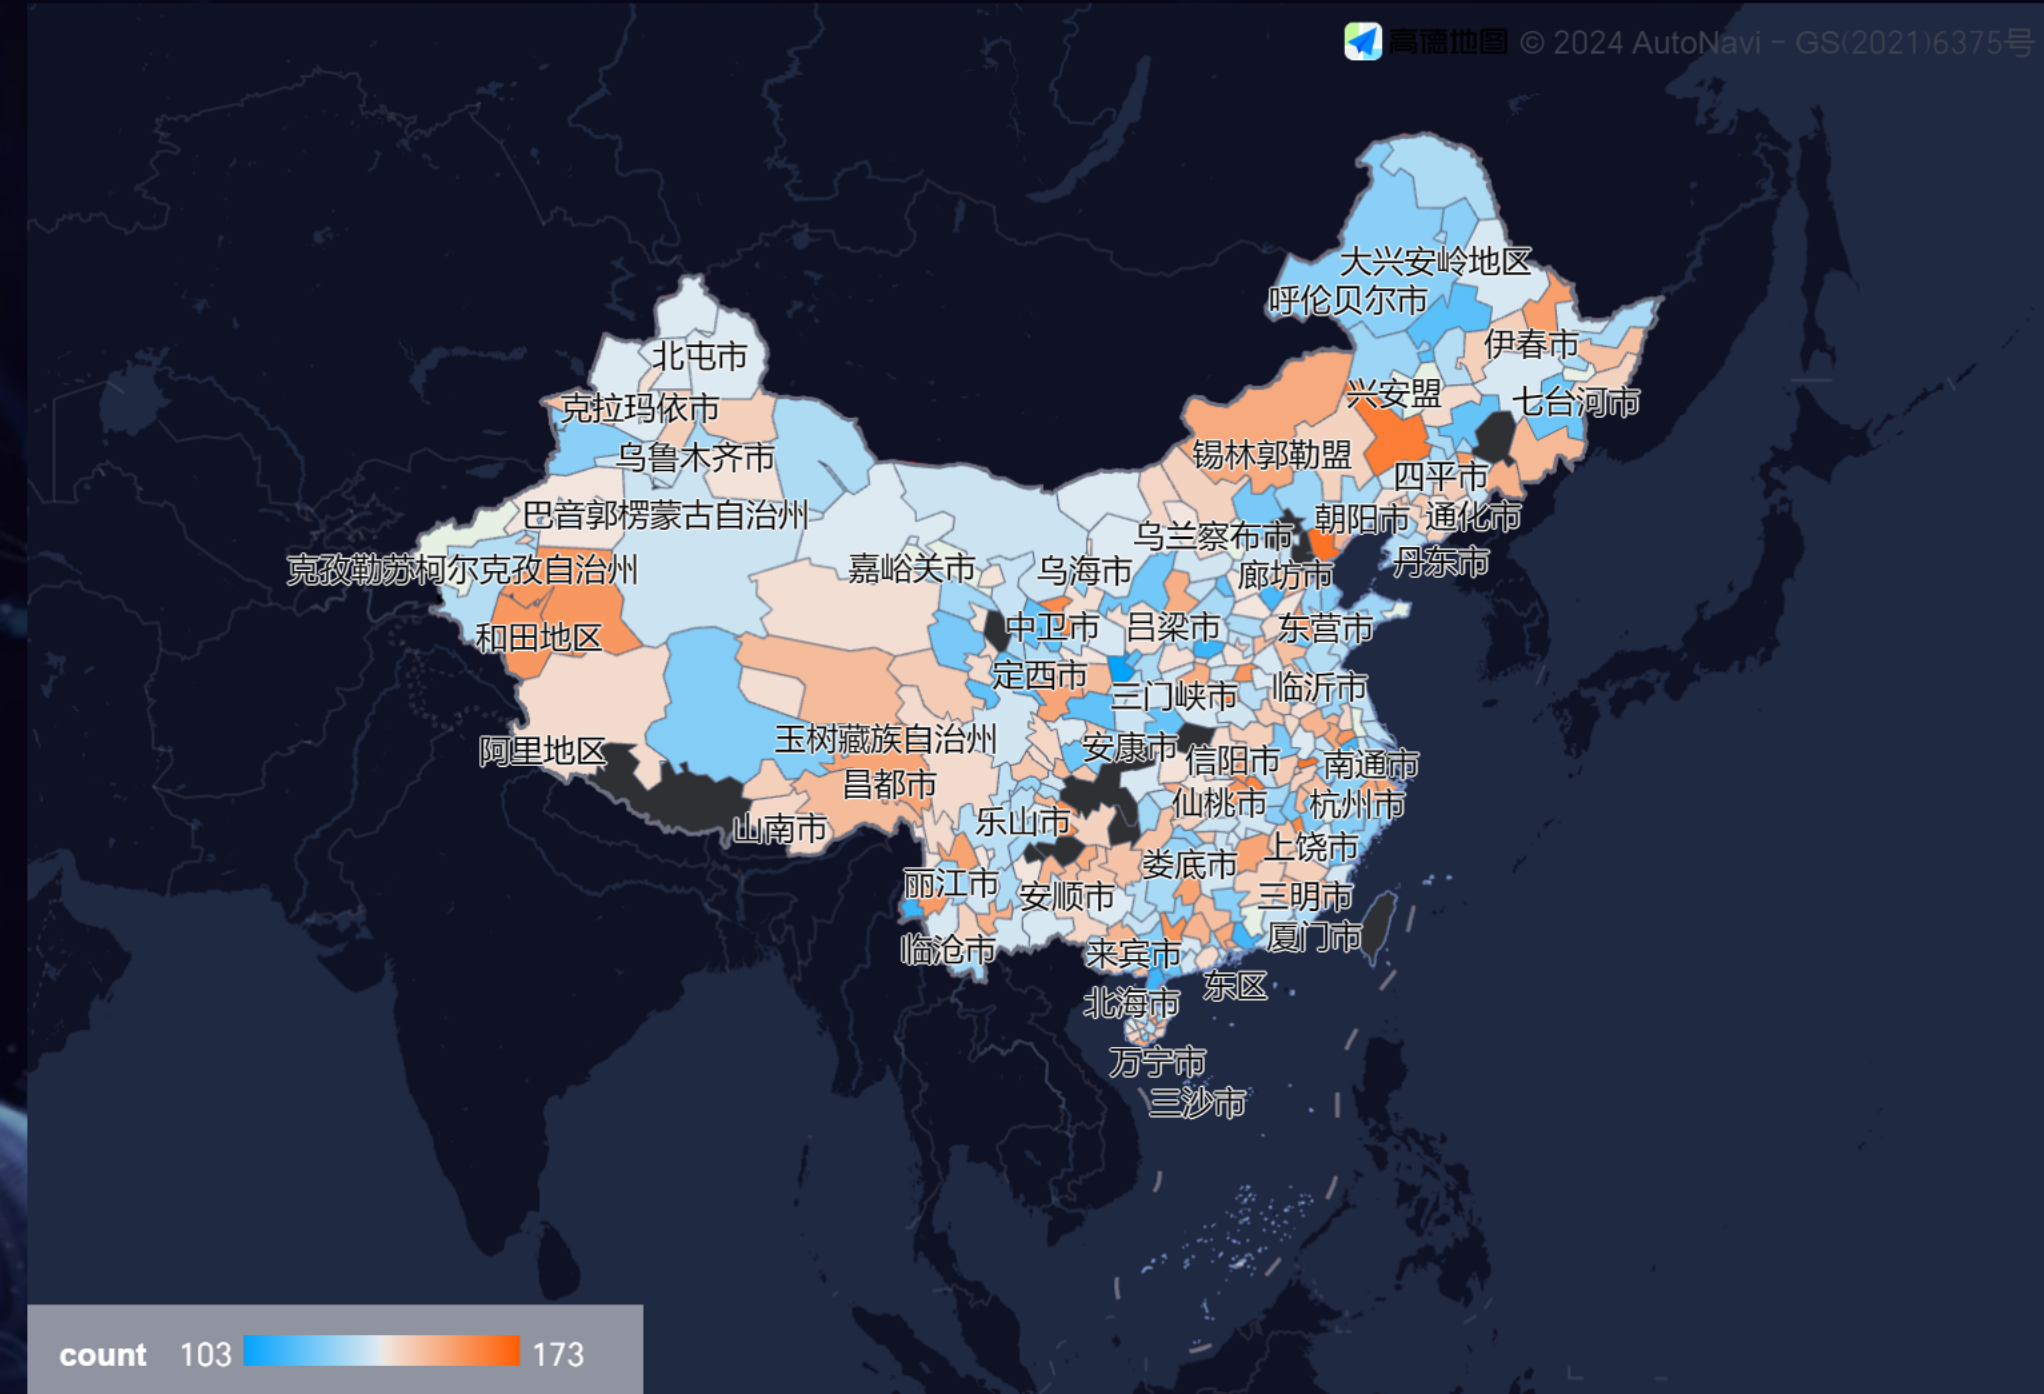 高德地图 © 2024 AutoNavi - GS(2021)6375号
大兴安岭地区
呼伦贝尔市
伊春市
北屯市
兴安盟
七台河市
克拉玛依市
锡林郭勒盟
乌鲁木齐市
四平市
巴音郭楞蒙古自治州
朝阳市
通化市
乌兰察布市
丹东市
克孜勒苏柯尔克孜自治州
嘉峪关市
乌海市
廊坊市
中卫市
吕梁市
东营市
和田地区
定西市
三门峡市
临沂市
阿里地区
玉树藏族自治州
安康市
信阳市
南通市
昌都市
仙桃市
杭州市
山南市
乐山市
上饶市
娄底市
丽江市
安顺市
三明市
厦门市
临沧市
来宾市
东区
北海市
万宁市
三沙市
count 103 173